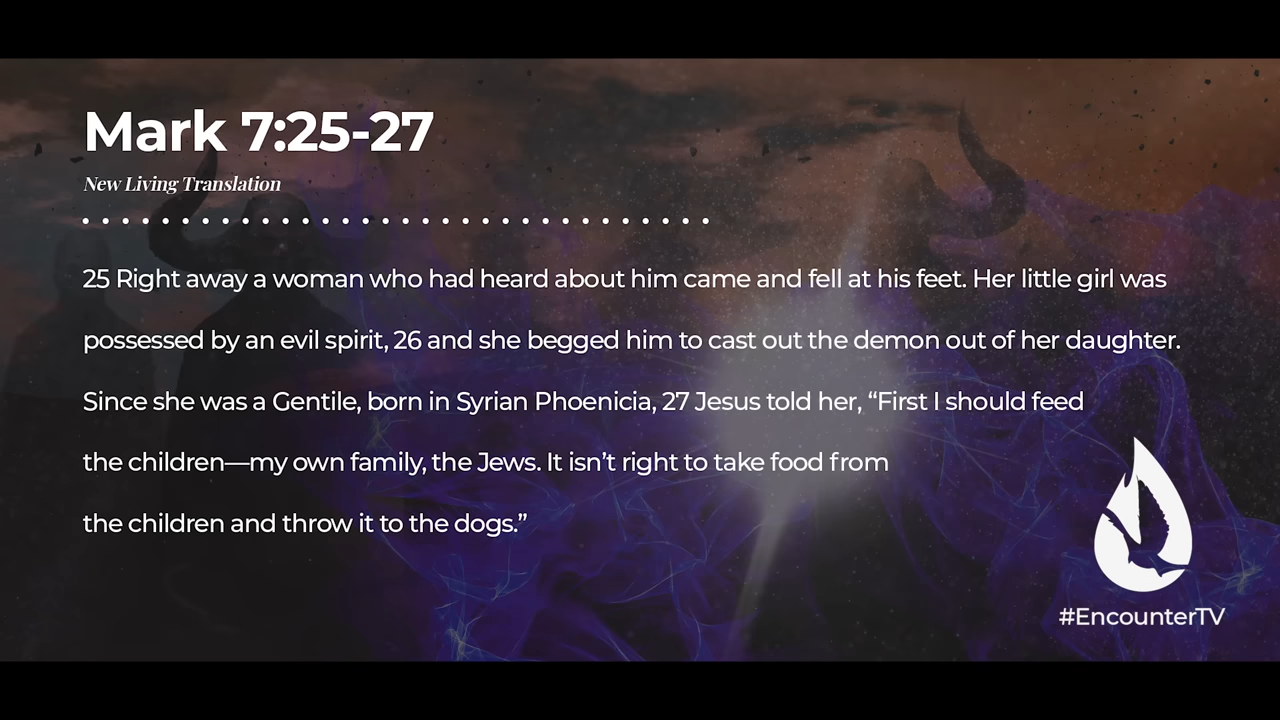 Mark 7:25-27
New Living Translation
25 Right away a woman who had heard about him came and fell at his feet. Her little girl was
possessed by an evil spirit, 26 and she begged him to cast out the demon out of her daughter.
Since she was a Gentile, born in Syrian Phoenicia, 27 Jesus told her, “First I should feed
the children—my own family, the Jews. It isn’t right to take food from
the children and throw it to the dogs.”
#EncounterTV